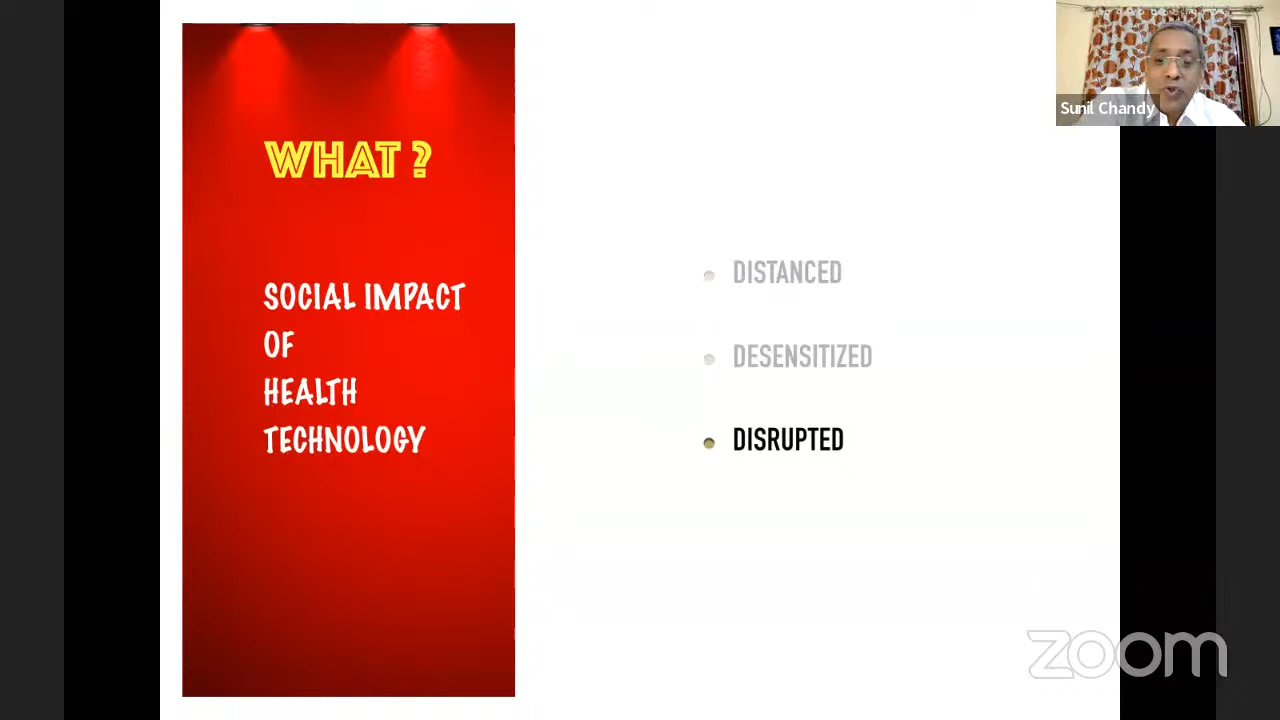 WHAT ?
SOCIAL IMPACT
OF
HEALTH
TECHNOLOGY
DISTANCED
DESENSITIZED
DISRUPTED
Sunil Chandy
zoom